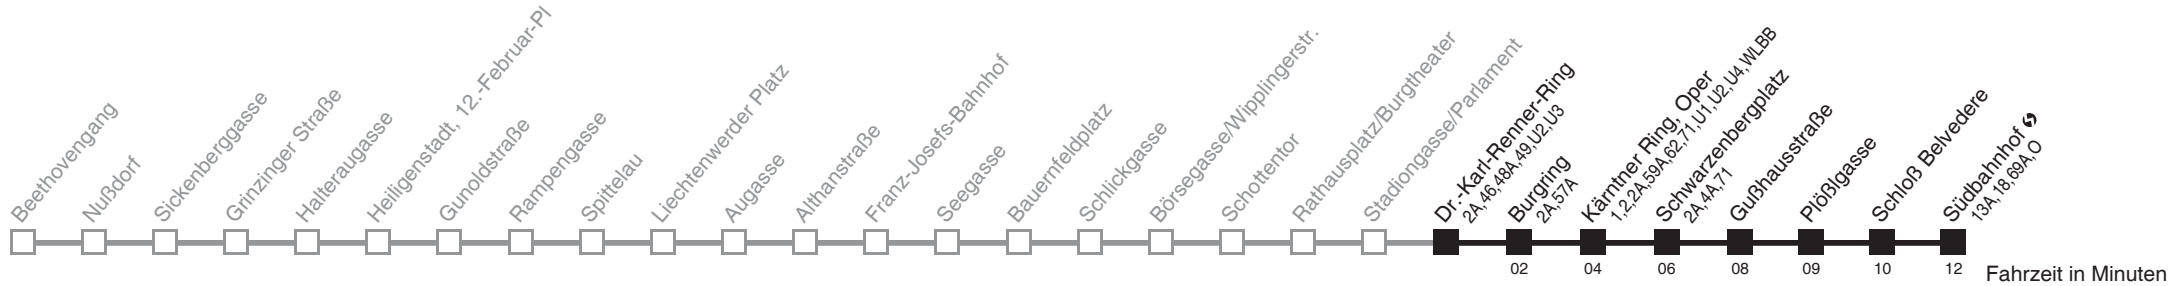 Beethovengang
Nußdorf
Sickenberggasse
Grinzinger Straße
Halteraugasse
Heiligenstadt, 12.-Februar-Pl
Gunoldstraße
Rampengasse
Spittelau
Liechtenwerder Platz
Augasse
Althanstraße
Franz-Josefs-Bahnhof
Seegasse
Bauernfeldplatz
Schlickgasse
Börsegasse/Wipplingerstr.
Schottentor
Rathausplatz/Burgtheater
Stadiongasse/Parlament
Dr.-Karl-Renner-Ring
2A,46,48A,49,U2,U3
Burgring
2A,57A
Kärntner Ring, Oper
1,2,2A,59A,62,71,U1,U2,U4,WLBB
Schwarzenbergplatz
2A,4A,71
Gußhausstraße
Plößlgasse
Schloß Belvedere
Südbahnhof
13A,18,69A,O
02 04 06 08 09 10 12 Fahrzeit in Minuten